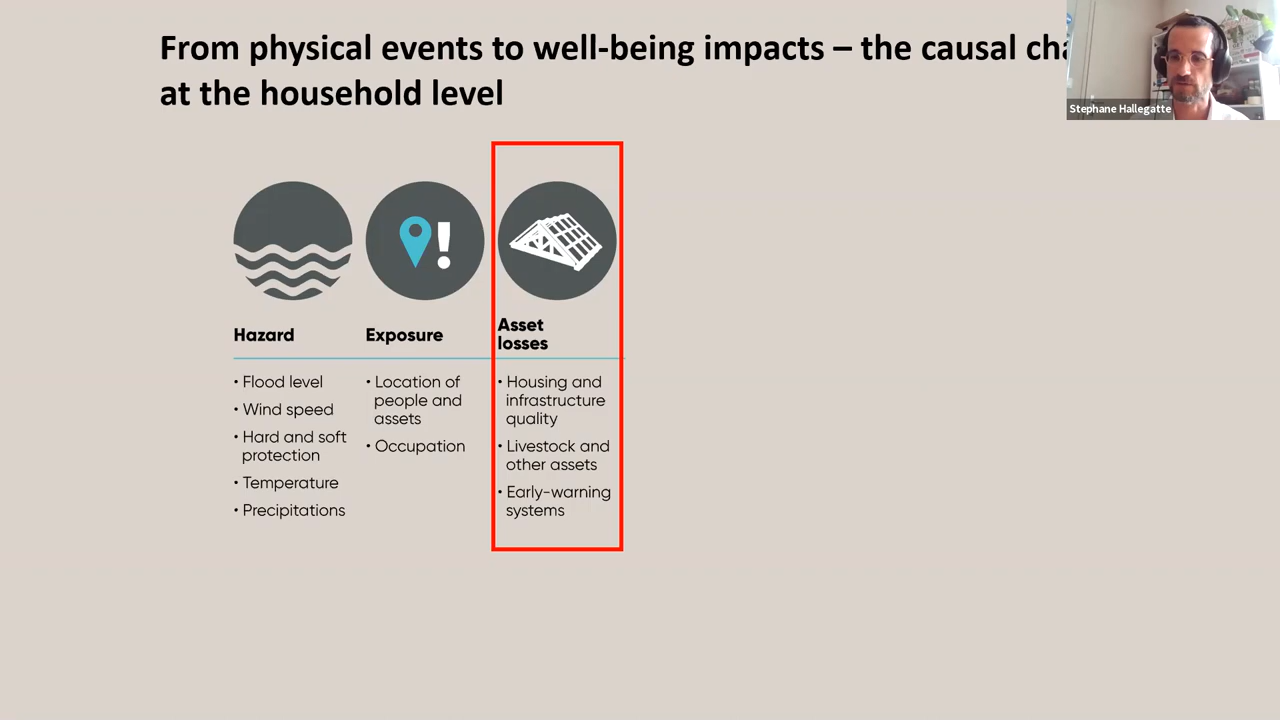 From physical events to well-being impacts – the causal
at the household level
Stephane Hallegatte
!
Hazard
Exposure
Asset
losses
• Flood level
• Wind speed
• Hard and soft
protection
• Temperature
• Precipitations
• Location of
people and
assets
• Occupation
• Housing and
infrastructure
quality
• Livestock and
other assets
• Early-warning
systems